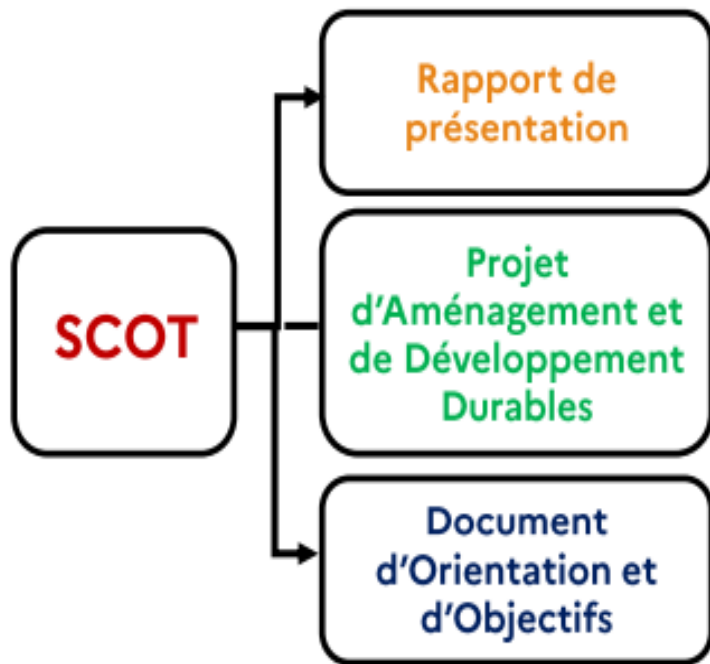 SCOT
Rapport de
présentation
Projet
d'Aménagement et
de Développement
Durables
Document
d'Orientation et
d'Objectifs